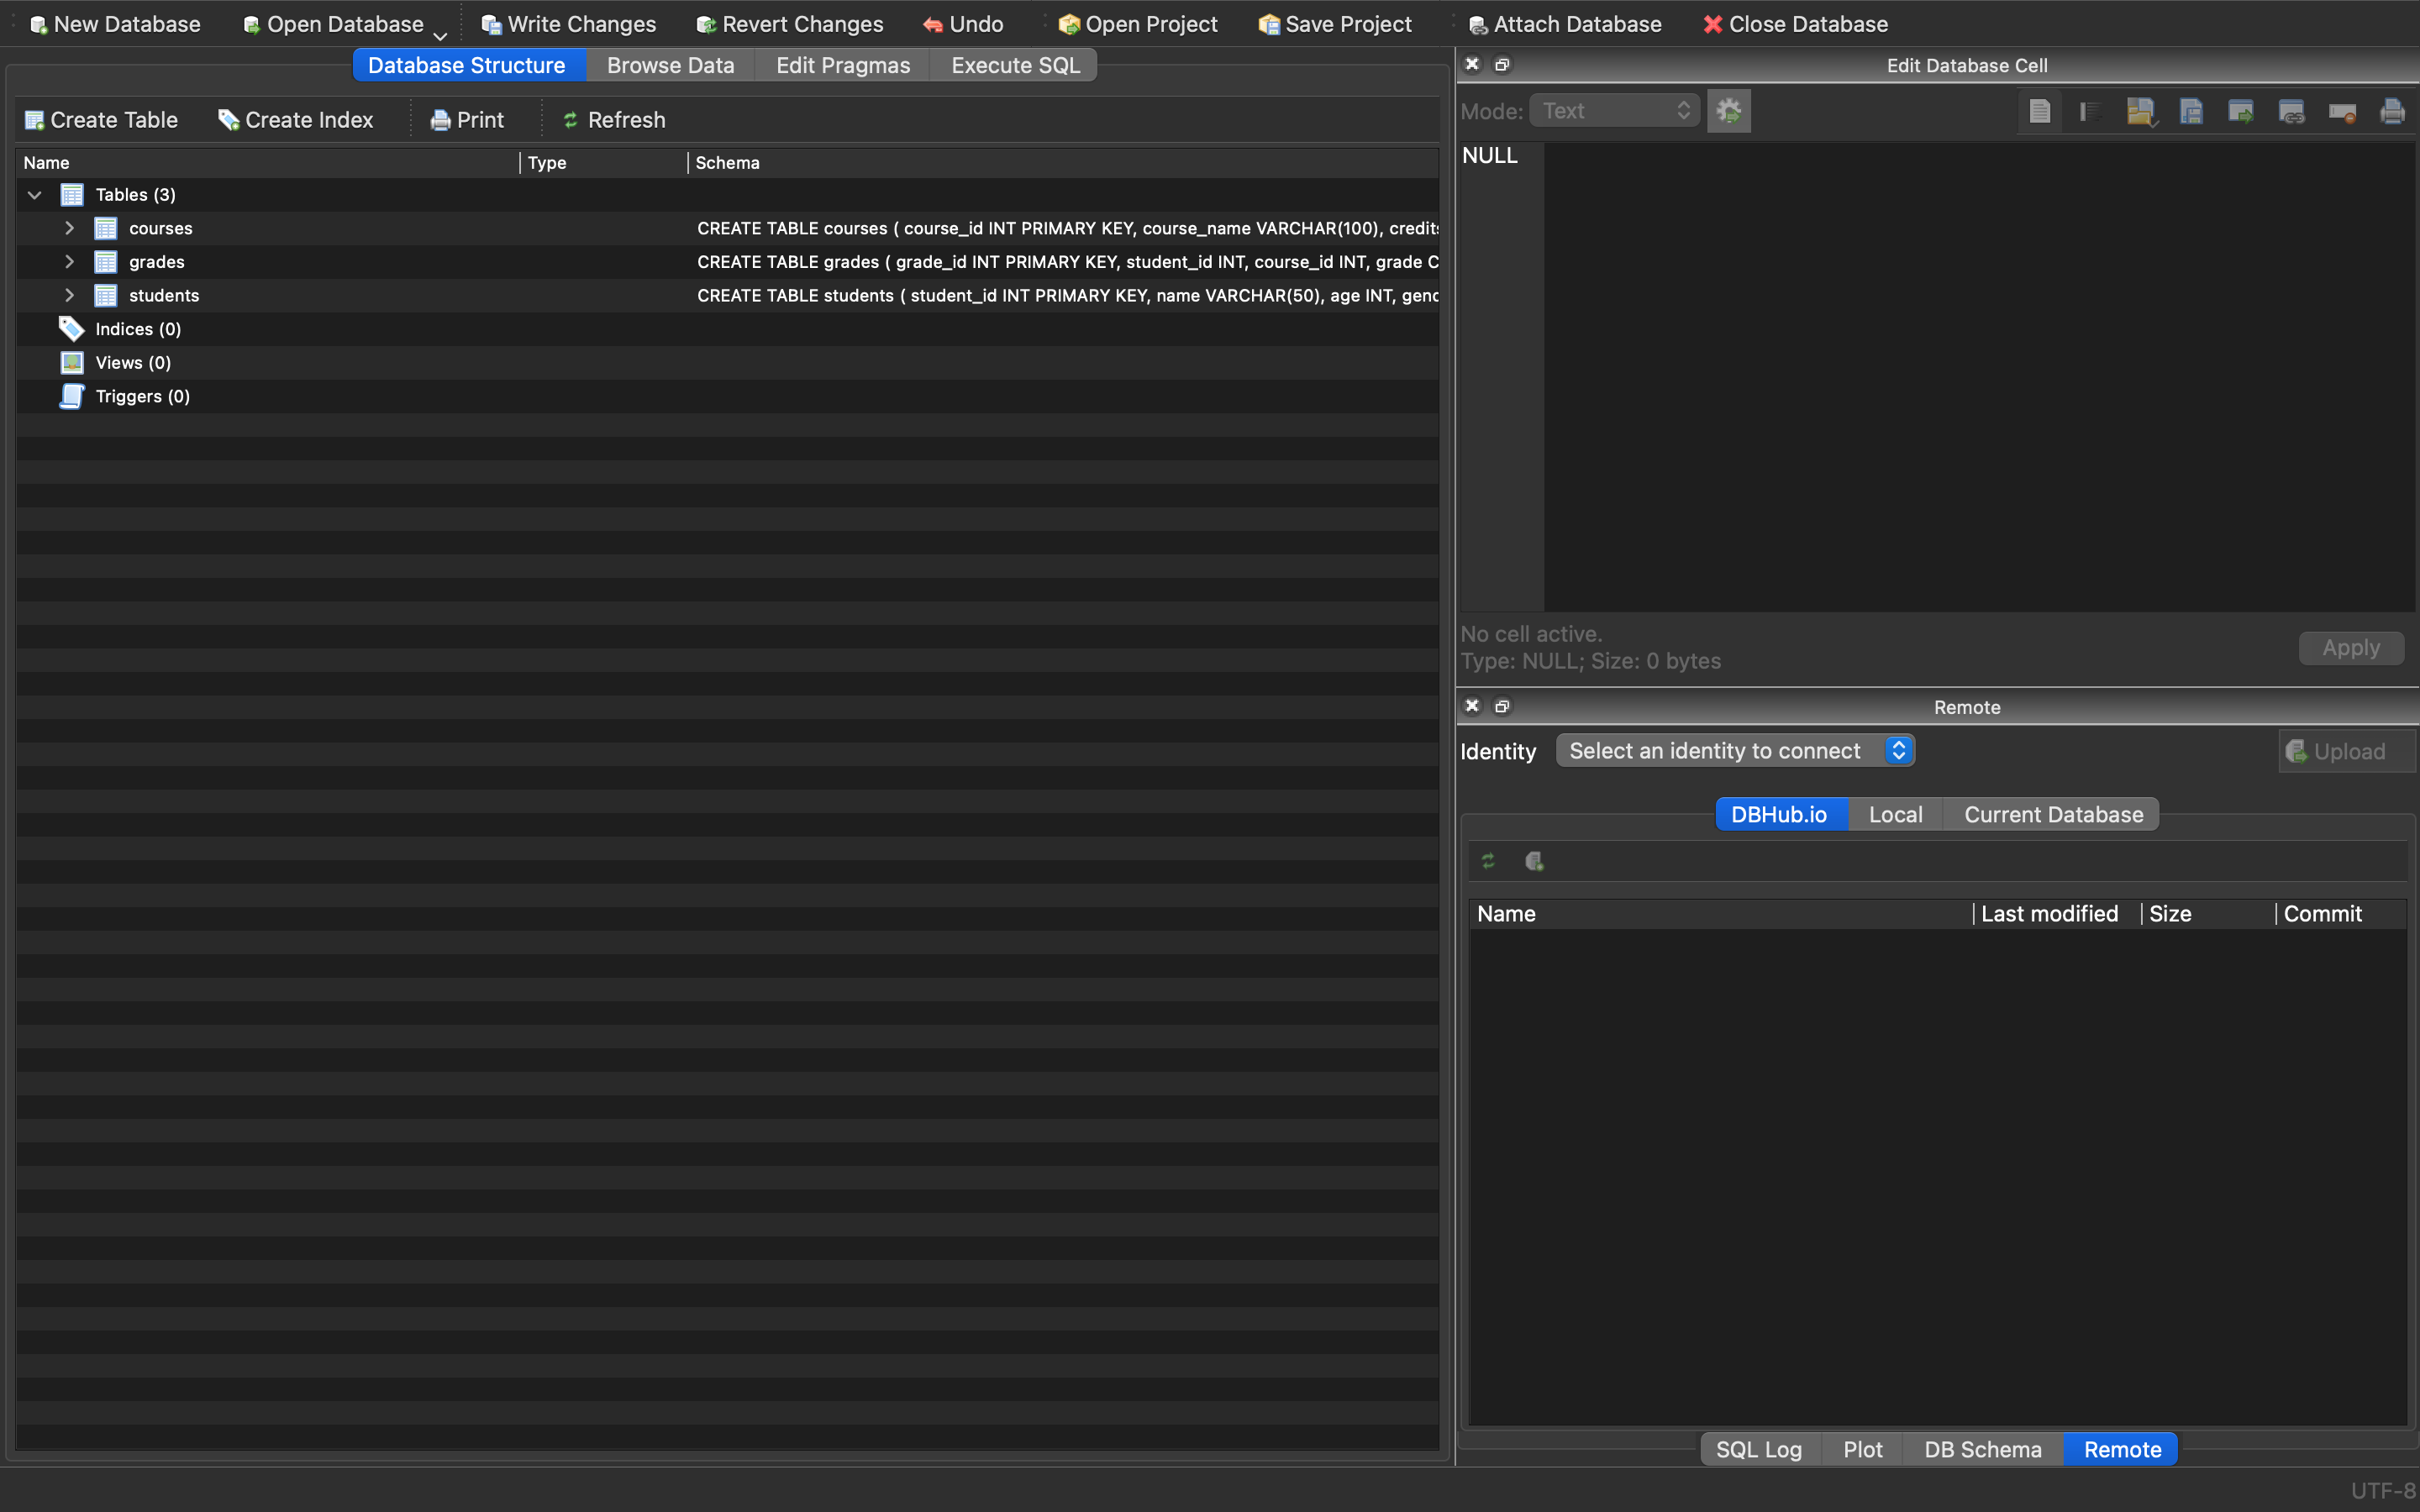 New Database Open Database Write Changes Revert Changes Undo Open Project Save Project Attach Database Close Database
Database Structure Browse Data Edit Pragmas Execute SQL
Create Table Create Index Print Refresh
Name Type Schema
Tables (3)
courses CREATE TABLE courses ( course_id INT PRIMARY KEY, course_name VARCHAR(100), credits
grades CREATE TABLE grades ( grade_id INT PRIMARY KEY, student_id INT, course_id INT, grade C
students CREATE TABLE students ( student_id INT PRIMARY KEY, name VARCHAR(50), age INT, gend
Indices (0)
Views (0)
Triggers (0)
Edit Database Cell
Mode: Text
NULL
No cell active.
Type: NULL; Size: 0 bytes
Apply
Remote
Identity Select an identity to connect Upload
DBHub.io Local Current Database
Name Last modified Size Commit
SQL Log Plot DB Schema Remote
UTF-8